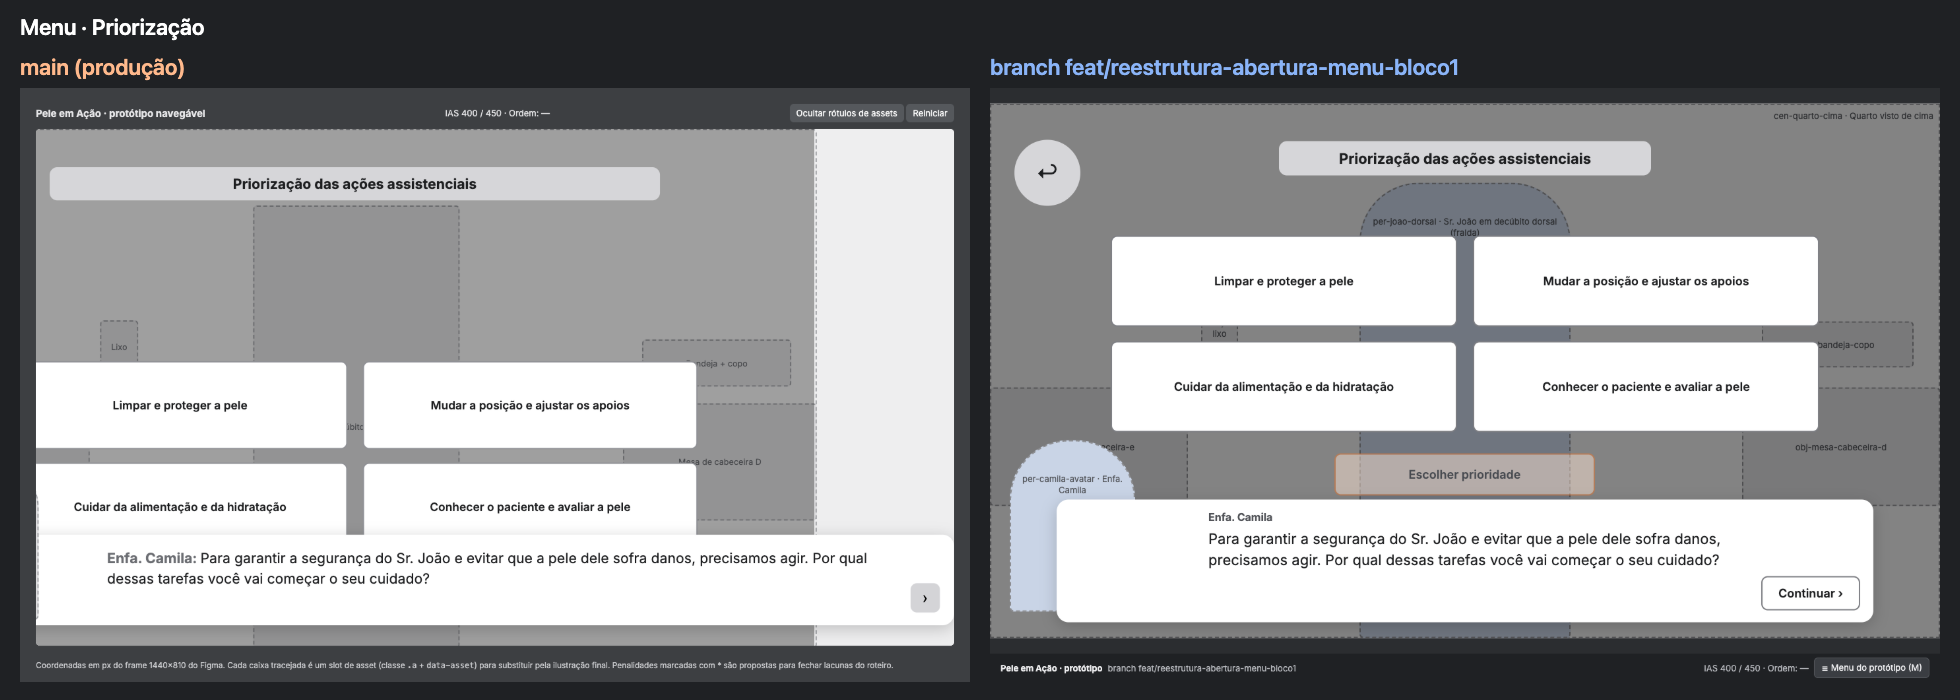 Menu · Priorização
main (produção)
Pele em Ação · protótipo navegável
IAS 400 / 450 · Ordem: —
Ocultar rótulos de assets
Reiniciar
Priorização das ações assistenciais
Lixo
ndeja + copo
Limpar e proteger a pele
Mudar a posição e ajustar os apoios
Mesa de cabeceira D
Cuidar da alimentação e da hidratação
Conhecer o paciente e avaliar a pele
Enfa. Camila: Para garantir a segurança do Sr. João e evitar que a pele dele sofra danos, precisamos agir. Por qual
dessas tarefas você vai começar o seu cuidado?
›
Coordenadas em px do frame 1440×810 do Figma. Cada caixa tracejada é um slot de asset (classe .a + data-asset) para substituir pela ilustração final. Penalidades marcadas com * são propostas para fechar lacunas do roteiro.
branch feat/reestrutura-abertura-menu-bloco1
cen-quarto-cima · Quarto visto de cima
Priorização das ações assistenciais
per-joao-dorsal · Sr. João em decúbito dorsal
(fralda)
Limpar e proteger a pele
Mudar a posição e ajustar os apoios
lixo
bandeja-copo
Cuidar da alimentação e da hidratação
Conhecer o paciente e avaliar a pele
ceira-e
obj-mesa-cabeceira-d
per-camila-avatar · Enfa.
Camila
Escolher prioridade
Enfa. Camila
Para garantir a segurança do Sr. João e evitar que a pele dele sofra danos,
precisamos agir. Por qual dessas tarefas você vai começar o seu cuidado?
Continuar ›
Pele em Ação · protótipo branch feat/reestrutura-abertura-menu-bloco1
IAS 400 / 450 · Ordem: —
≡ Menu do protótipo (M)